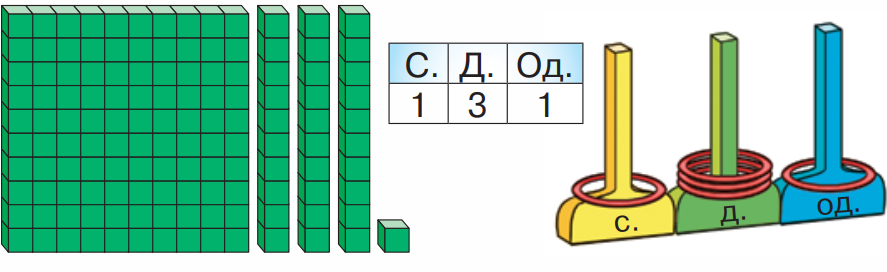 С. Д. Од.
1 3 1
с. д. од.